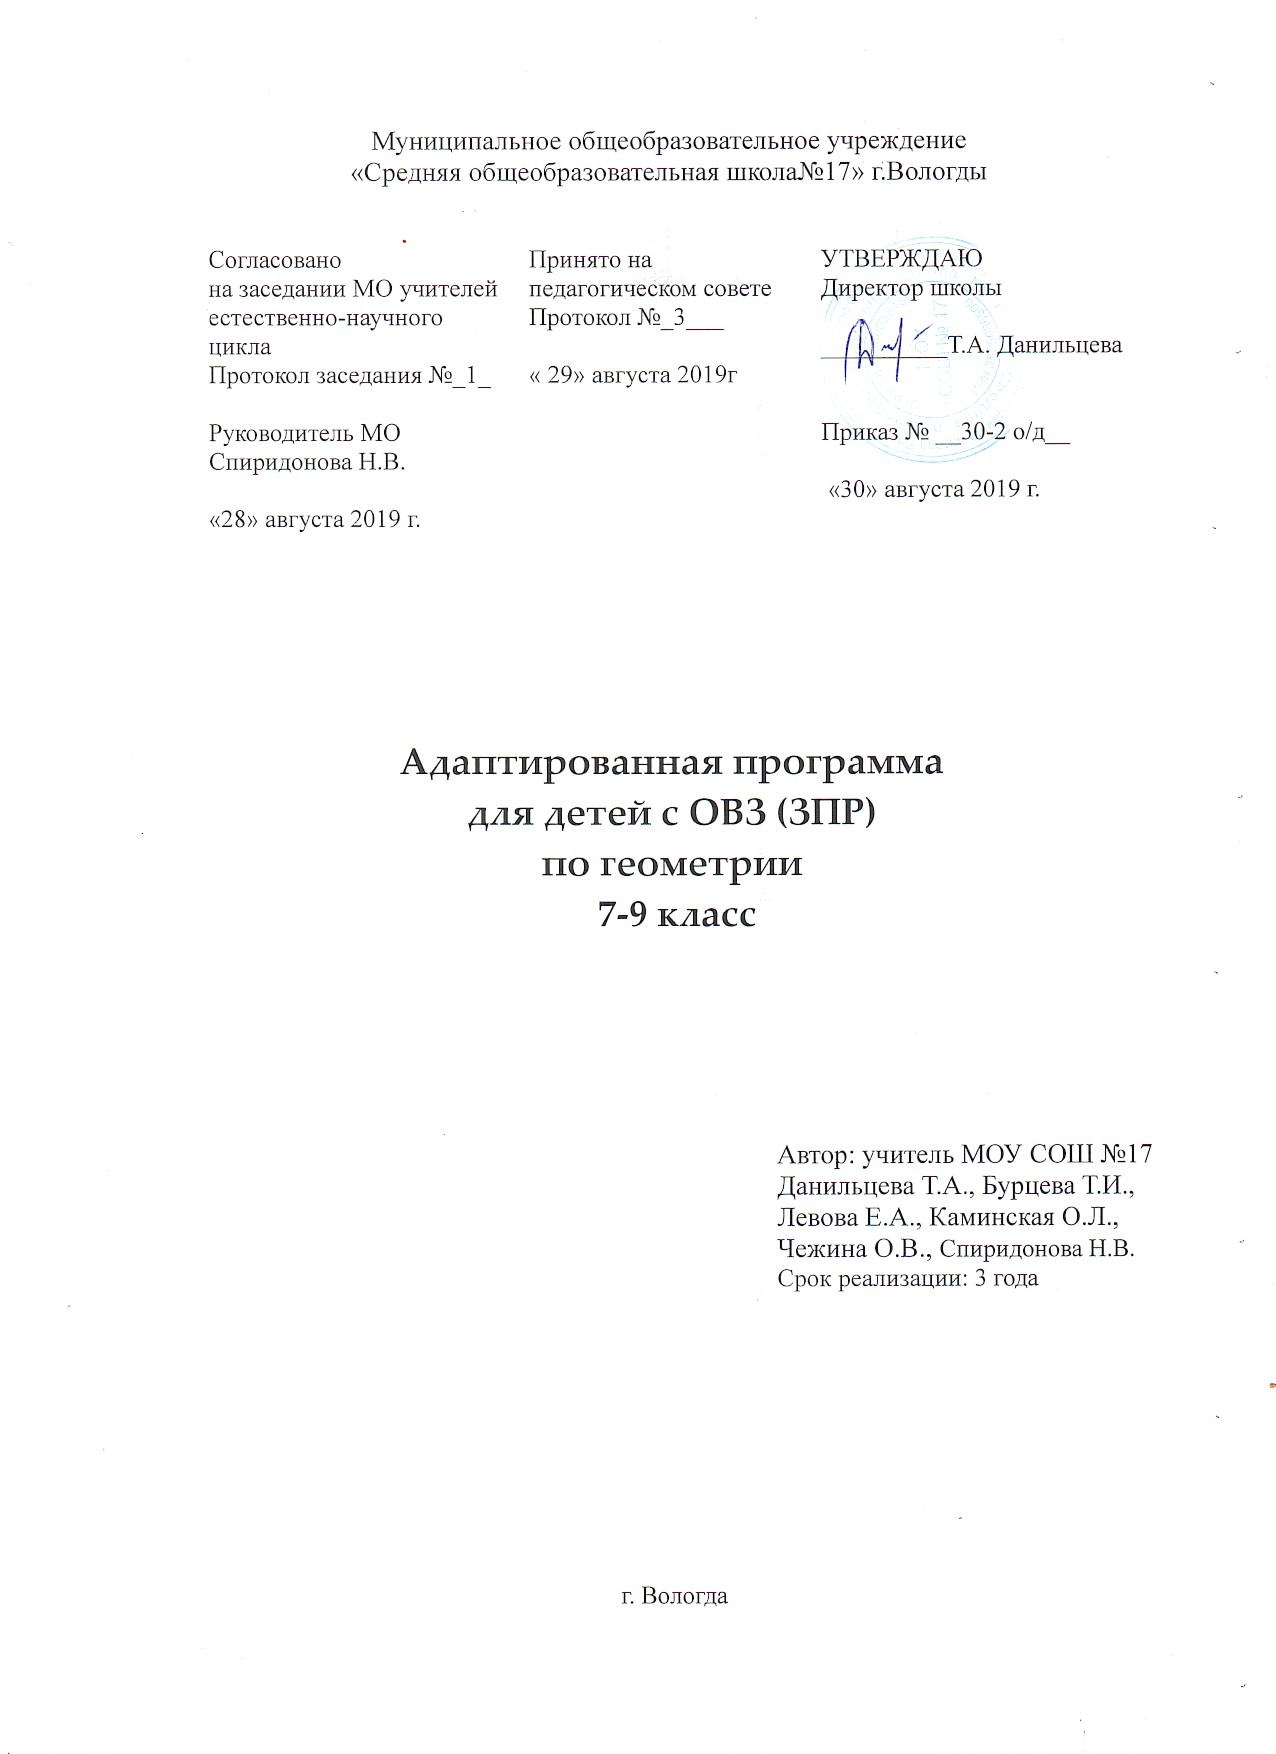 Муниципальное общеобразовательное учреждение
«Средняя общеобразовательная школа№17» г.Вологды
Согласовано
на заседании МО учителей
естественно-научного
цикла
Протокол заседания №_1_
Руководитель МО
Спиридонова Н.В.
«28» августа 2019 г.
Принято на
педагогическом совете
Протокол №_3___
« 29» августа 2019г
УТВЕРЖДАЮ
Директор школы
__________Т.А. Данильцева
Приказ № __30-2 о/д__
«30» августа 2019 г.
Адаптированная программа
для детей с ОВЗ (ЗПР)
по геометрии
7-9 класс
Автор: учитель МОУ СОШ №17
Данильцева Т.А., Бурцева Т.И.,
Левова Е.А., Каминская О.Л.,
Чежина О.В., Спиридонова Н.В.
Срок реализации: 3 года
г. Вологда